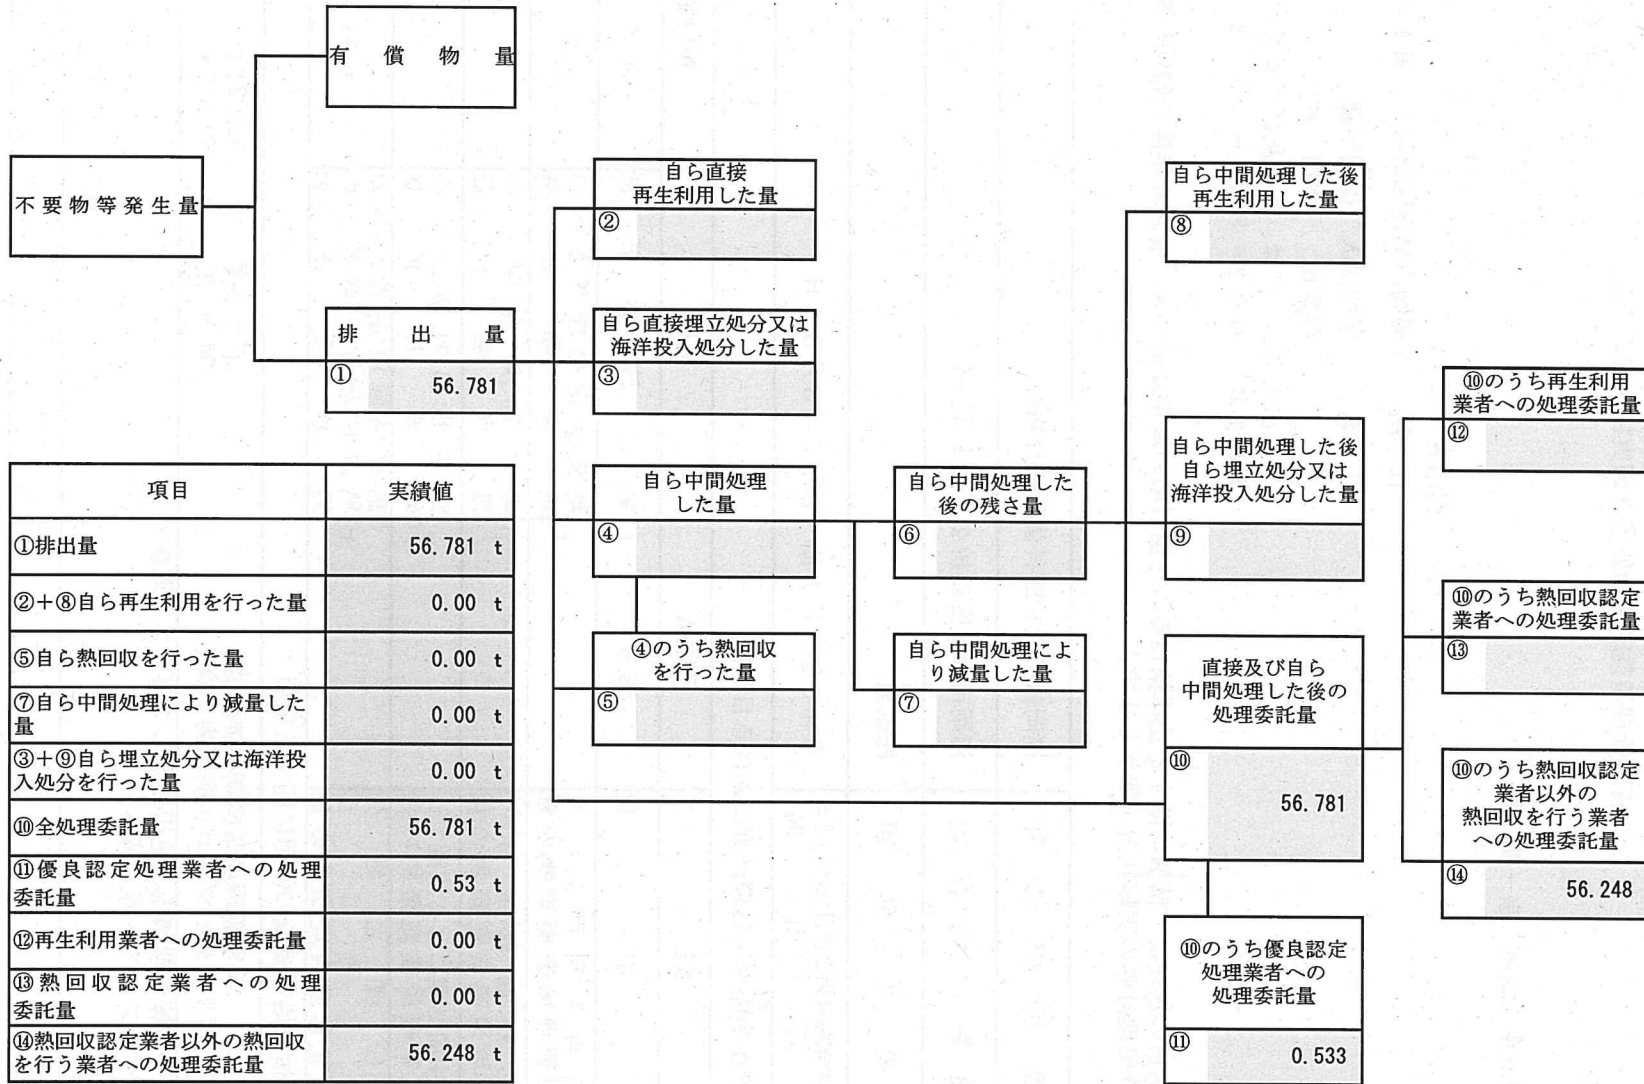 有償物量
不要物等発生量
排出量
① 56.781
自ら直接
再生利用した量
②
自ら直接埋立処分又は
海洋投入処分した量
③
自ら中間処理
した量
④
④のうち熱回収
を行った量
⑤
自ら中間処理した
後の残さ量
⑥
自ら中間処理によ
り減量した量
⑦
自ら中間処理した後
再生利用した量
⑧
自ら中間処理した後
自ら埋立処分又は
海洋投入処分した量
⑨
直接及び自ら
中間処理した後の
処理委託量
⑩ 56.781
⑩のうち優良認定
処理業者への
処理委託量
⑪ 0.533
⑩のうち再生利用
業者への処理委託量
⑫
⑩のうち熱回収認定
業者への処理委託量
⑬
⑩のうち熱回収認定
業者以外の
熱回収を行う業者
への処理委託量
⑭ 56.248
項目 実績値
①排出量 56.781 t
②+⑧自ら再生利用を行った量 0.00 t
⑤自ら熱回収を行った量 0.00 t
⑦自ら中間処理により減量した
量 0.00 t
③+⑨自ら埋立処分又は海洋投
入処分を行った量 0.00 t
⑩全処理委託量 56.781 t
⑪優良認定処理業者への処理
委託量 0.53 t
⑫再生利用業者への処理委託量 0.00 t
⑬熱回収認定業者への処理
委託量 0.00 t
⑭熱回収認定業者以外の熱回収
を行う業者への処理委託量 56.248 t